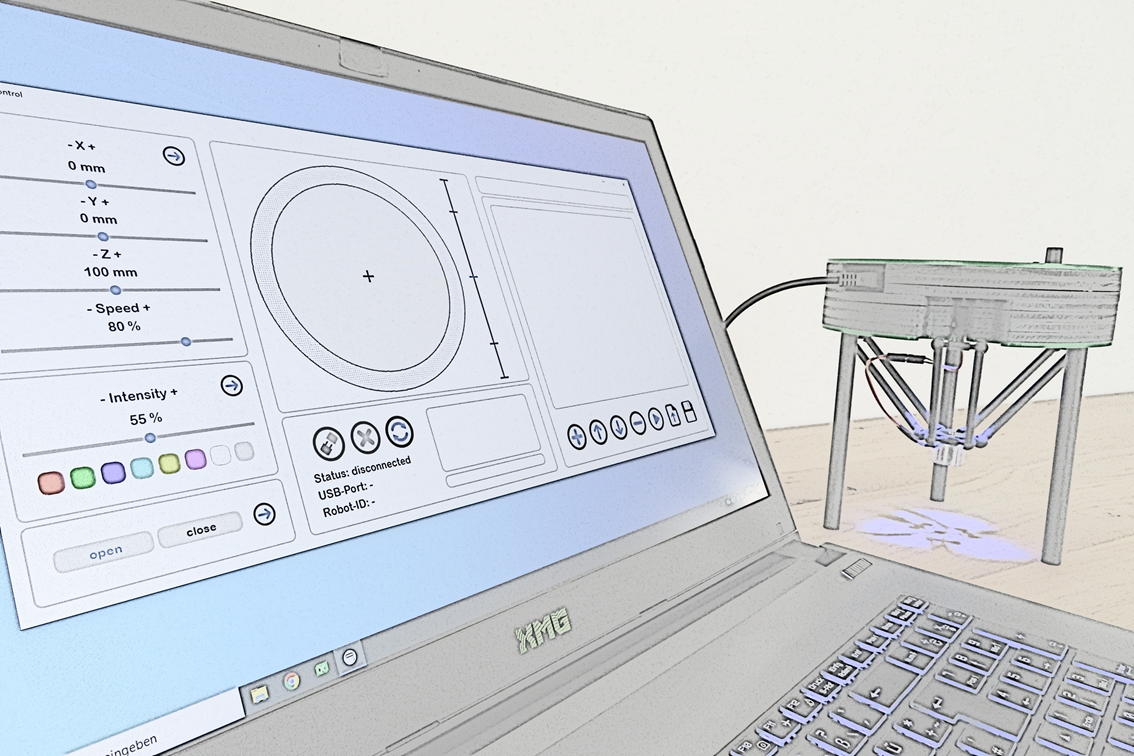 ontrol
- X +
0 mm
- Y +
0 mm
- Z +
100 mm
- Speed +
80 %
- Intensity +
55 %
open
close
Status: disconnected
USB-Port: -
Robot-ID: -
XMG
eingeben